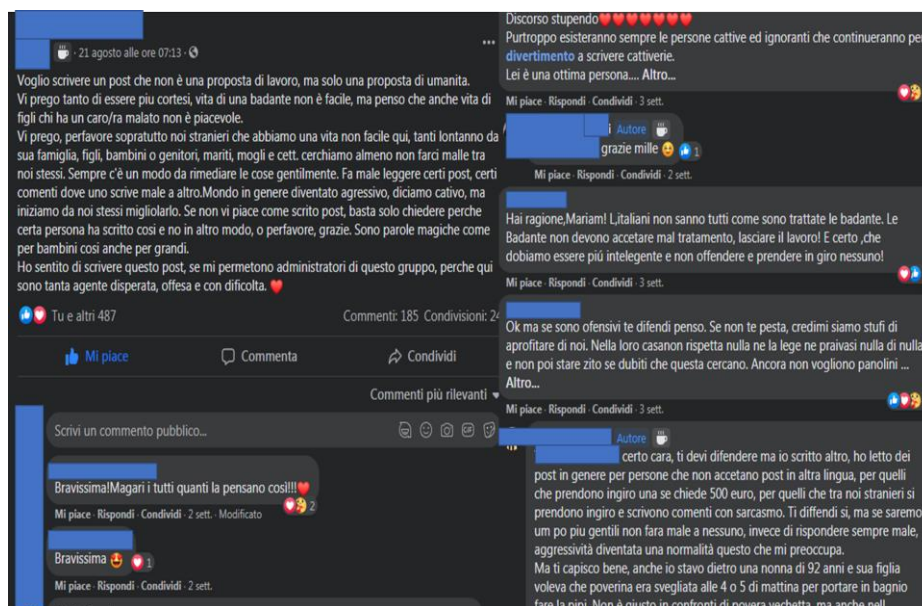 21 agosto alle ore 07:13 ·
Voglio scrivere un post che non è una proposta di lavoro, ma solo una proposta di umanita.
Vi prego tanto di essere piu cortesi, vita di una badante non è facile, ma penso che anche vita di
figli chi ha un caro/ra malato non è piacevole.
Vi prego, perfavore sopratutto noi stranieri che abbiamo una vita non facile qui, tanti lontanno da
sua famiglia, figli, bambini o genitori, mariti, mogli e cett. cerchiamo almeno non farci malle tra
noi stessi. Sempre c'è un modo da rimediare le cose gentilmente. Fa male leggere certi post, certi
comenti dove uno scrive male a altro.Mondo in genere diventato agressivo, diciamo cativo, ma
iniziamo da noi stessi migliolarlo. Se non vi piace come scrito post, basta solo chiedere perche
certa persona ha scritto cosi e no in altro modo, o perfavore, grazie. Sono parole magiche come
per bambini cosi anche per grandi.
Ho sentito di scrivere questo post, se mi permetono administratori di questo gruppo, perche qui
sono tanta agente disperata, offesa e con dificolta.
Tu e altri 487 Commenti: 185 Condivisioni: 24
Mi piace Commenta Condividi
Commenti più rilevanti
Scrivi un commento pubblico...
GIF
Bravissima!Magari i tutti quanti la pensano così!!!
2
Mi piace · Rispondi · Condividi · 2 sett. · Modificato
Bravissima
1
Mi piace · Rispondi · Condividi · 2 sett.
Discorso stupendo
Purtroppo esisteranno sempre le persone cattive ed ignoranti che continueranno per
divertimento a scrivere cattiverie.
Lei è una ottima persona.... Altro...
Mi piace · Rispondi · Condividi · 3 sett.
i Autore
grazie mille
1
Mi piace · Rispondi · Condividi · 2 sett.
Hai ragione,Mariam! L,italiani non sanno tutti come sono trattate le badante. Le
Badante non devono accetare mal tratamento, lasciare il lavoro! E certo ,che
dobiamo essere piú intelegente e non offendere e prendere in giro nessuno!
Mi piace · Rispondi · Condividi · 3 sett.
Ok ma se sono ofensivi te difendi penso. Se non te pesta, credimi siamo stufi di
aprofitare di noi. Nella loro casanon rispetta nulla ne la lege ne praivasi nulla di nulla
e non poi stare zito se dubiti che questa cercano. Ancora non vogliono panolini ...
Altro...
Mi piace · Rispondi · Condividi · 3 sett.
Autore
certo cara, ti devi difendere ma io scritto altro, ho letto dei
post in genere per persone che non accetano post in altra lingua, per quelli
che prendono ingiro una se chiede 500 euro, per quelli che tra noi stranieri si
prendono ingiro e scrivono comenti con sarcasmo. Ti diffendi si, ma se saremo
um po piu gentili non fara male a nessuno, invece di rispondere sempre male,
aggressività diventata una normalità questo che mi preoccupa.
Ma ti capisco bene, anche io stavo dietro una nonna di 92 anni e sua figlia
voleva che poverina era svegliata alle 4 o 5 di mattina per portare in bagnio
fare la pipi. Non è giusto in confronti di povera vechetta, ma anche nell